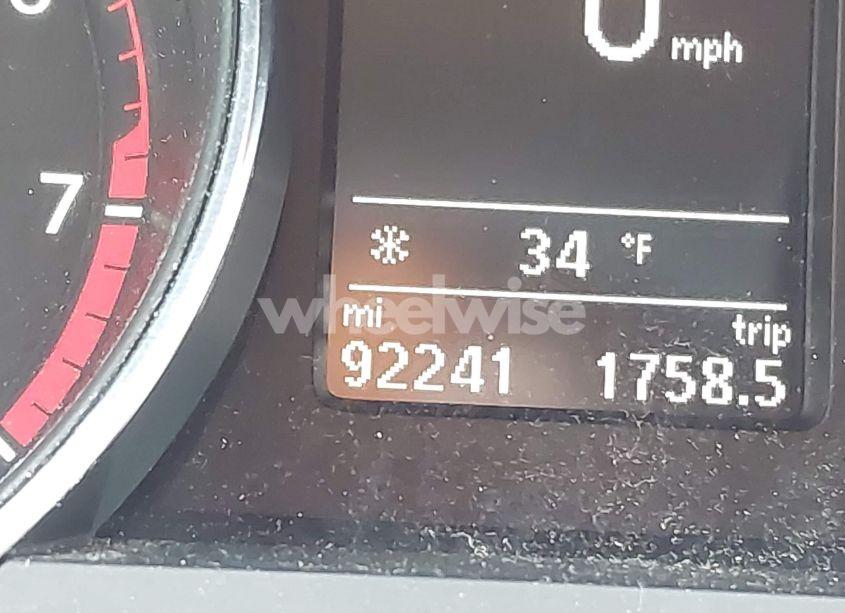 0 mph
7
34 °F
wheelwise
mi trip
92241 1758.5